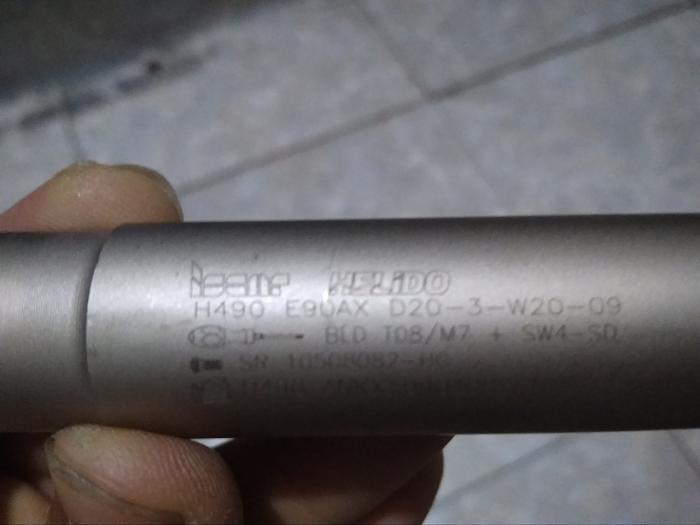 Iscar HELIDO
H490 E90AX D20-3-W20-09
BLD T08/M7 + SW4-SD
SR 10508082-HG